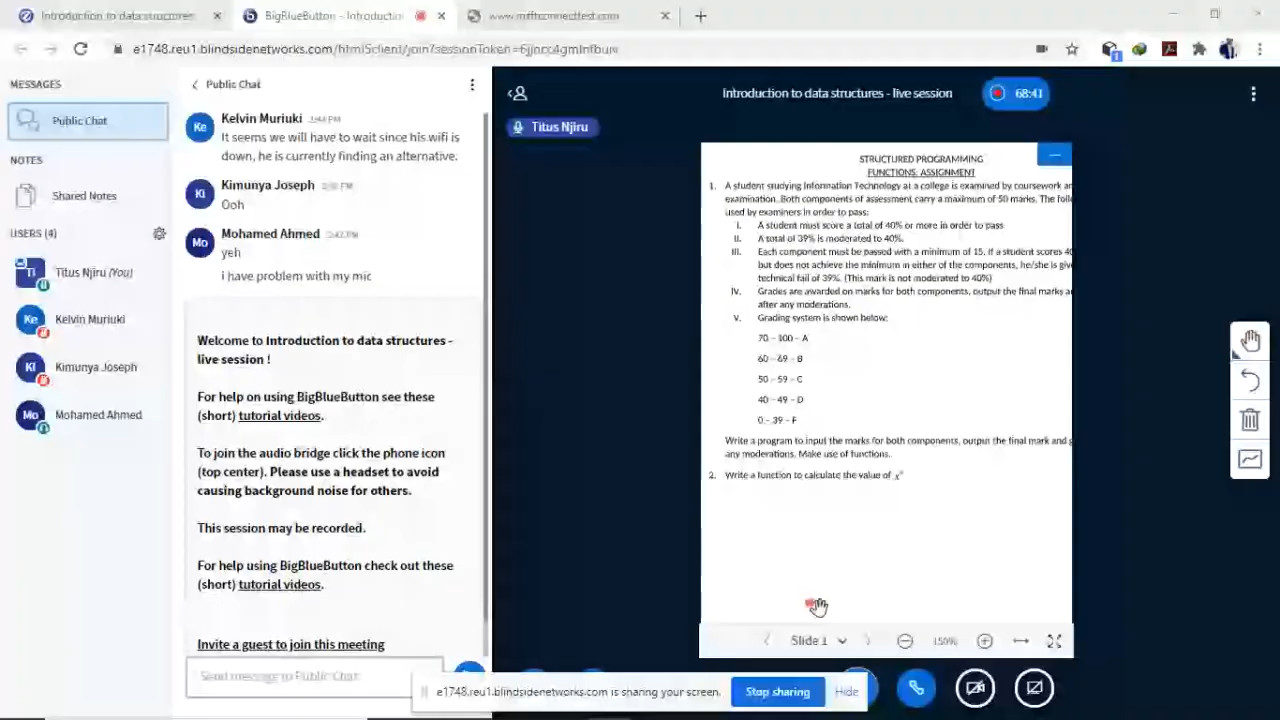 Introduction to data structures
BigBlueButton - Introduction
e1748.reu1.blindsidenetworks.com/html5client/join?sessionToken=
MESSAGES
Public Chat
NOTES
Shared Notes
USERS (4)
Ti
Titus Njiru (You)
Ke
Kelvin Muriuki
Ki
Kimunya Joseph
Mo
Mohamed Ahmed
Public Chat
Ke
Kelvin Muriuki
It seems we will have to wait since his wifi is
down, he is currently finding an alternative.
Ki
Kimunya Joseph
Ooh
Mo
Mohamed Ahmed
yeh
i have problem with my mic
Welcome to Introduction to data structures -
live session !
For help on using BigBlueButton see these
(short) tutorial videos.
To join the audio bridge click the phone icon
(top center). Please use a headset to avoid
causing background noise for others.
This session may be recorded.
For help using BigBlueButton check out these
(short) tutorial videos.
Invite a guest to join this meeting
Send message to Public Chat
Introduction to data structures - live session
68:41
Titus Njiru
STRUCTURED PROGRAMMING
FUNCTIONS: ASSIGNMENT
1. A student studying Information Technology at a college is examined by coursework
examination. Both components of assessment carry a maximum of 50 marks. The
used by examiners in order to pass:
I. A student must score a total of 40% or more in order to pass
II. A total of 39% is moderated to 40%.
III. Each component must be passed with a minimum of 15. If a student scores
but does not achieve the minimum in either of the components, he/she is
technical fail of 39%. (This mark is not moderated to 40%)
IV. Grades are awarded on marks for both components, output the final marks
after any moderations.
V. Grading system is shown below:
70 – 100 – A
60 – 69 – B
50 – 59 – C
40 – 49 – D
0 – 39 – F
Write a program to input the marks for both components, output the final mark and
any moderations. Make use of functions.
2. Write a function to calculate the value of
Slide 1
150%
e1748.reu1.blindsidenetworks.com is sharing your screen.
Stop sharing
Hide